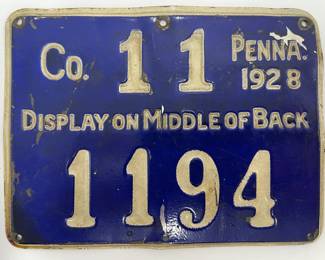 Co. 11 PENNA.
1928
DISPLAY ON MIDDLE OF BACK
1194